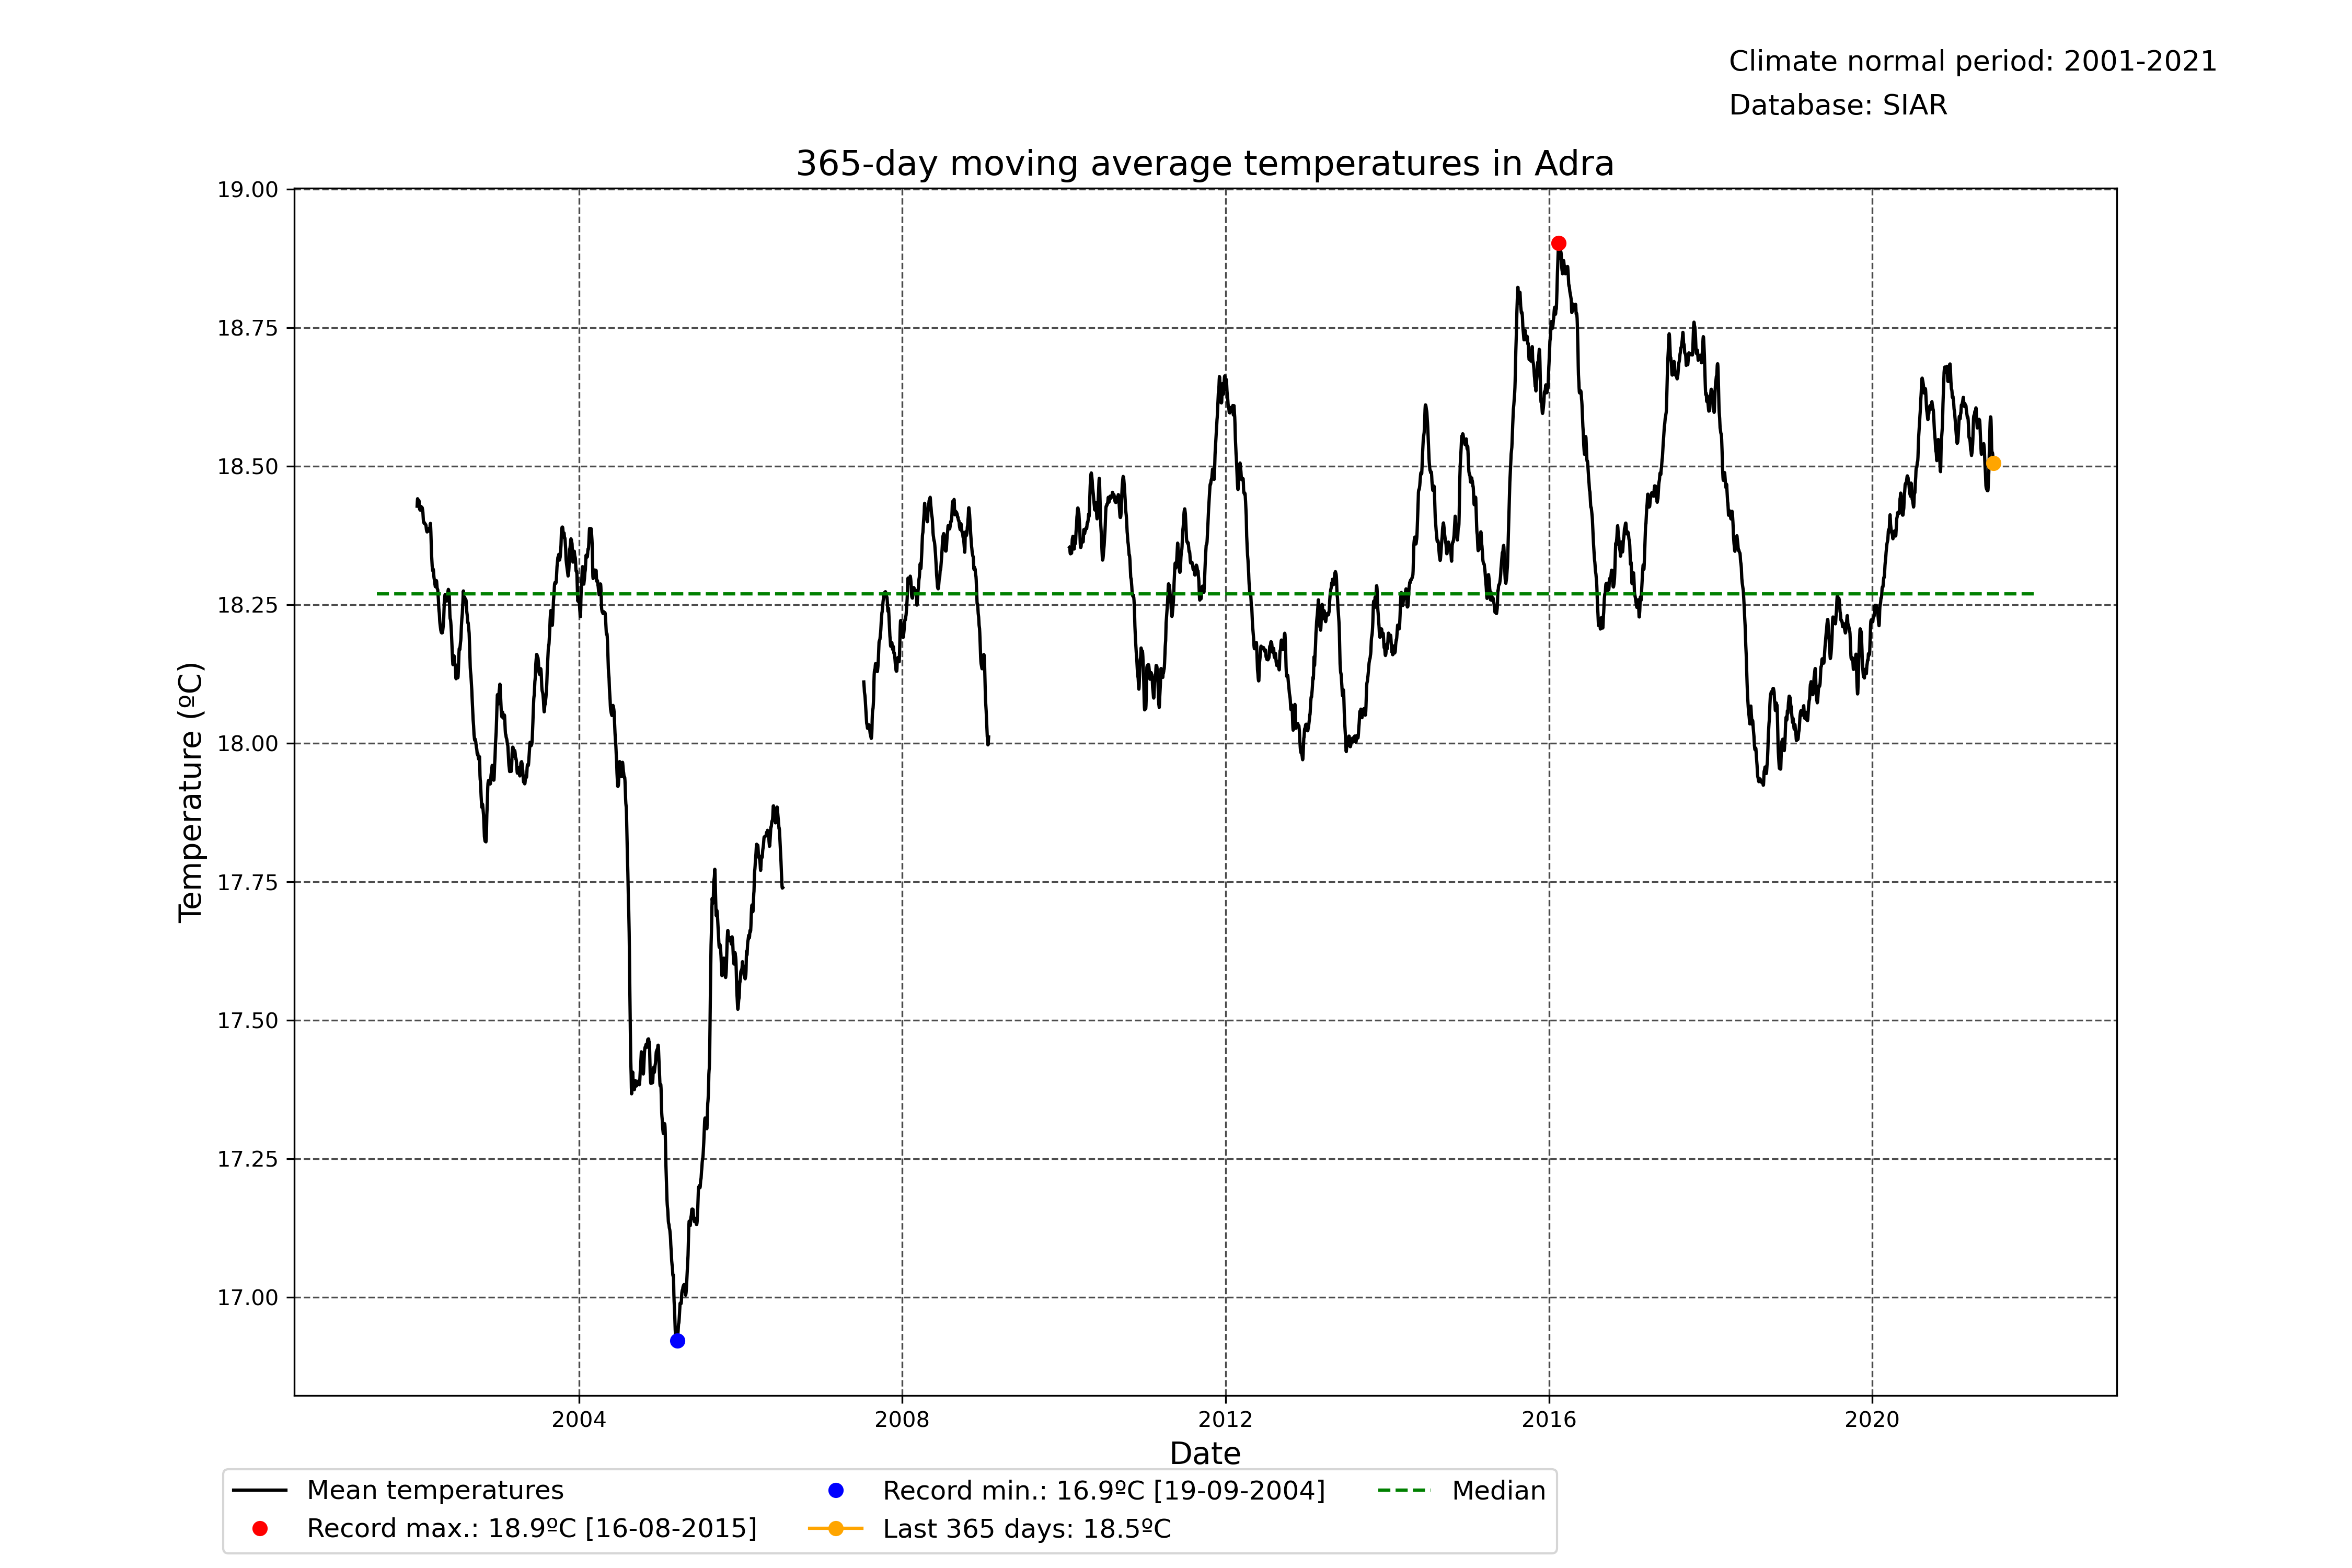 Climate normal period: 2001-2021
Database: SIAR
365-day moving average temperatures in Adra
19.00
18.75
18.50
18.25
18.00
17.75
17.50
17.25
17.00
Temperature (ºC)
2004 2008 2012 2016 2020
Date
Mean temperatures
Record max.: 18.9ºC [16-08-2015]
Record min.: 16.9ºC [19-09-2004]
Last 365 days: 18.5ºC
Median